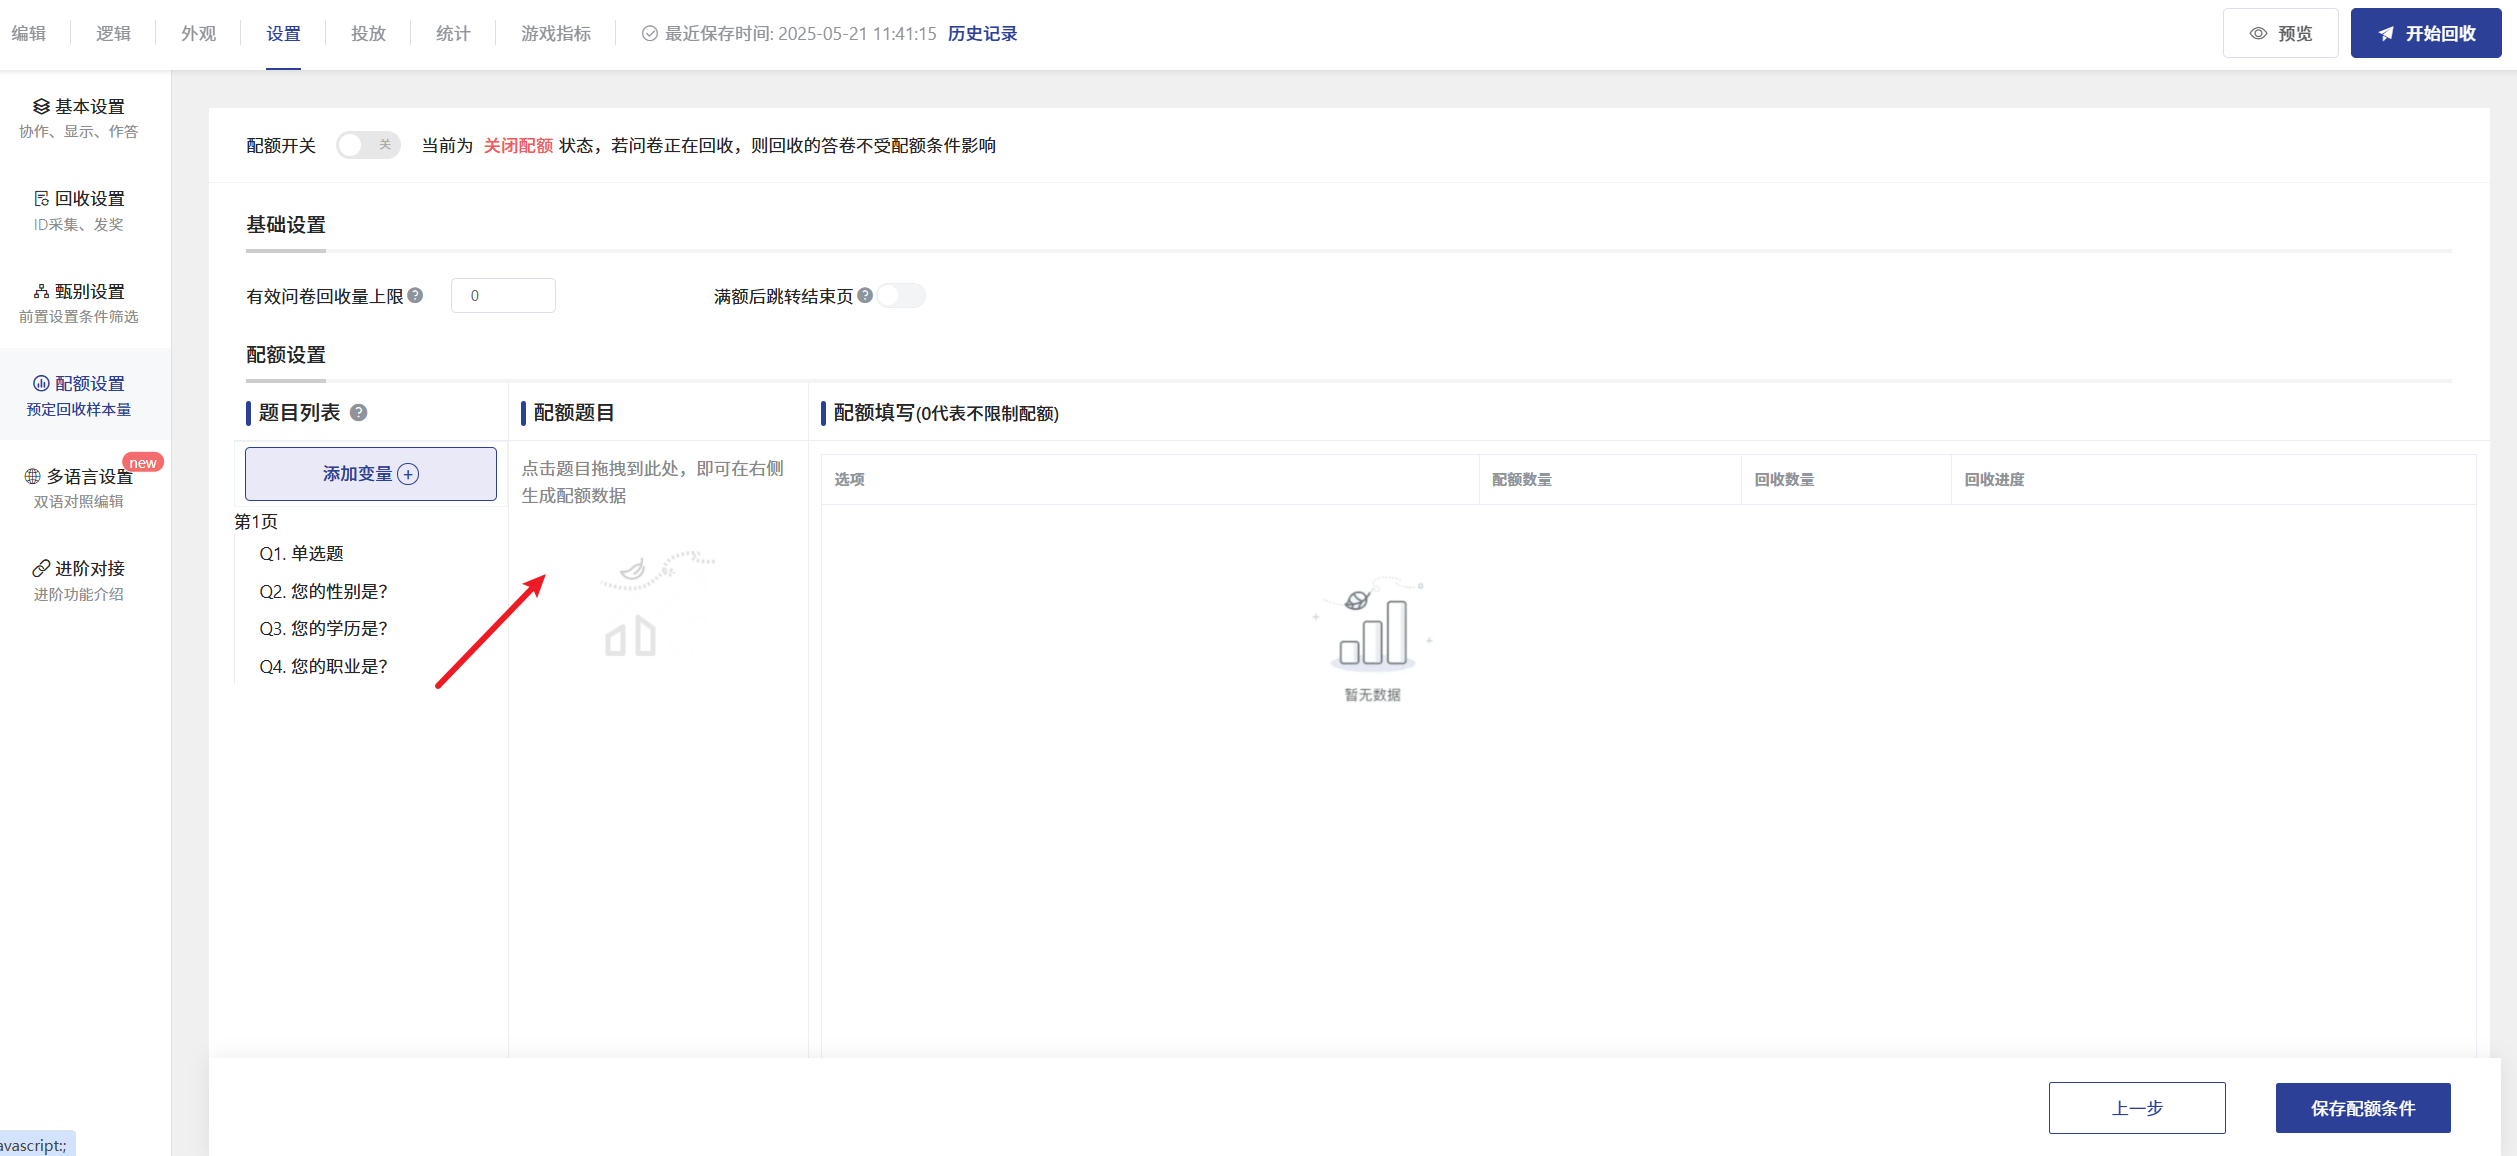 编辑 逻辑 外观 设置 投放 统计 游戏指标 最近保存时间: 2025-05-21 11:41:15 历史记录 预览 开始回收
基本设置
协作、显示、作答
回收设置
ID采集、发奖
甄别设置
前置设置条件筛选
配额设置
预定回收样本量
new
多语言设置
双语对照编辑
进阶对接
进阶功能介绍
配额开关 关 当前为 关闭配额 状态，若问卷正在回收，则回收的答卷不受配额条件影响
基础设置
有效问卷回收量上限 ? 0 满额后跳转结束页 ?
配额设置
题目列表 ? 配额题目 配额填写(0代表不限制配额)
添加变量
第1页
Q1. 单选题
Q2. 您的性别是？
Q3. 您的学历是？
Q4. 您的职业是？
点击题目拖拽到此处，即可在右侧
生成配额数据
选项 配额数量 回收数量 回收进度
暂无数据
上一步 保存配额条件
avascript:;